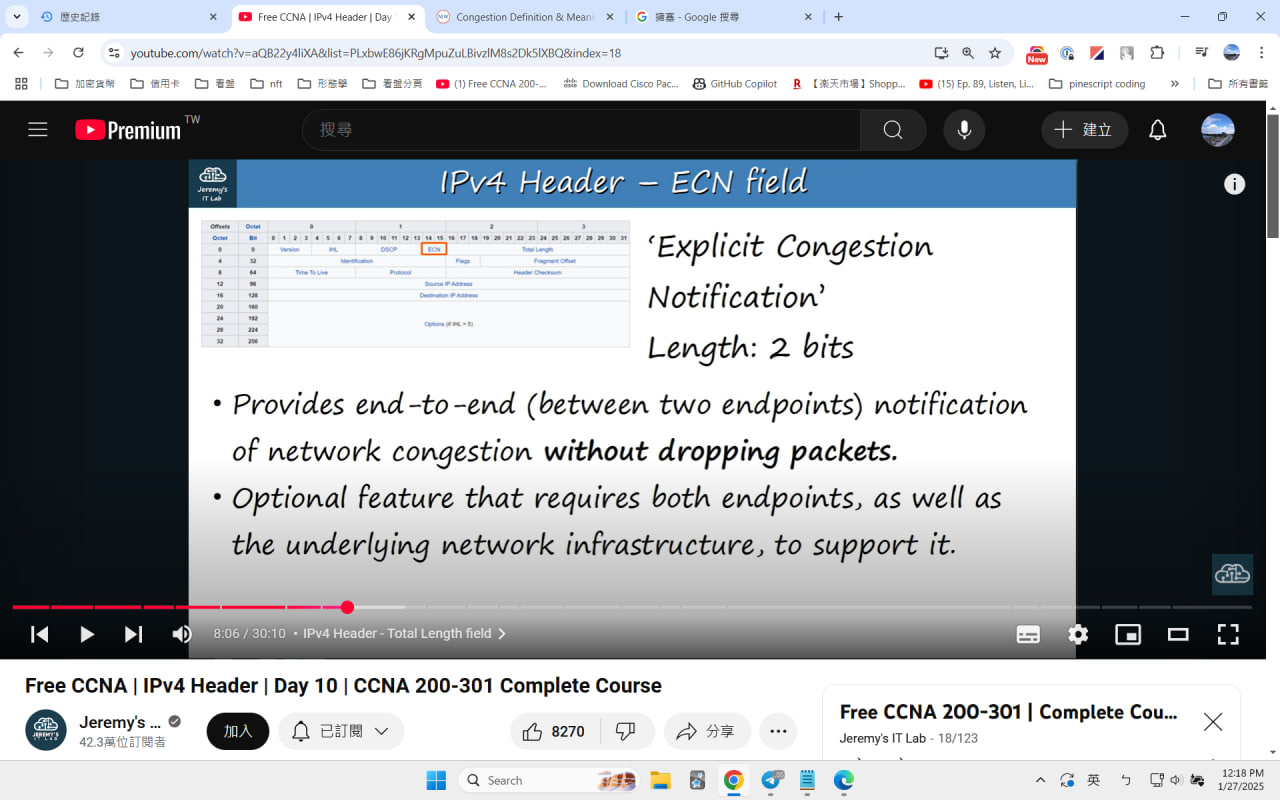 歷史記錄
Free CCNA | IPv4 Header | Day 1
Congestion Definition & Meani
擁塞 - Google 搜尋
youtube.com/watch?v=aQB22y4liXA&list=PLxbwE86jKRgMpuZuLBivzlM8s2Dk5lXBQ&index=18
New
加密貨幣
信用卡
看盤
nft
形態學
看盤分頁
(1) Free CCNA 200-...
Download Cisco Pac...
GitHub Copilot
【楽天市場】Shopp...
(15) Ep. 89, Listen, Li...
pinescript coding
»
所有書籤
Premium TW
搜尋
建立
Jeremy's
IT Lab
IPv4 Header – ECN field
Offsets Octet 0 1 2 3
Octet Bit 0 1 2 3 4 5 6 7 8 9 10 11 12 13 14 15 16 17 18 19 20 21 22 23 24 25 26 27 28 29 30 31
0 0 Version IHL DSCP ECN Total Length
4 32 Identification Flags Fragment Offset
8 64 Time To Live Protocol Header Checksum
12 96 Source IP Address
16 128 Destination IP Address
20 160
24 192
Options (if IHL > 5)
28 224
32 256
‘Explicit Congestion
Notification’
Length: 2 bits
• Provides end-to-end (between two endpoints) notification
of network congestion without dropping packets.
• Optional feature that requires both endpoints, as well as
the underlying network infrastructure, to support it.
8:06 / 30:10 • IPv4 Header - Total Length field
Free CCNA | IPv4 Header | Day 10 | CCNA 200-301 Complete Course
JEREMY'S
IT LAB
Jeremy's ...
42.3萬位訂閱者
加入
已訂閱
8270
分享
Free CCNA 200-301 | Complete Cou...
Jeremy's IT Lab - 18/123
Search
05
英
12:18 PM
1/27/2025